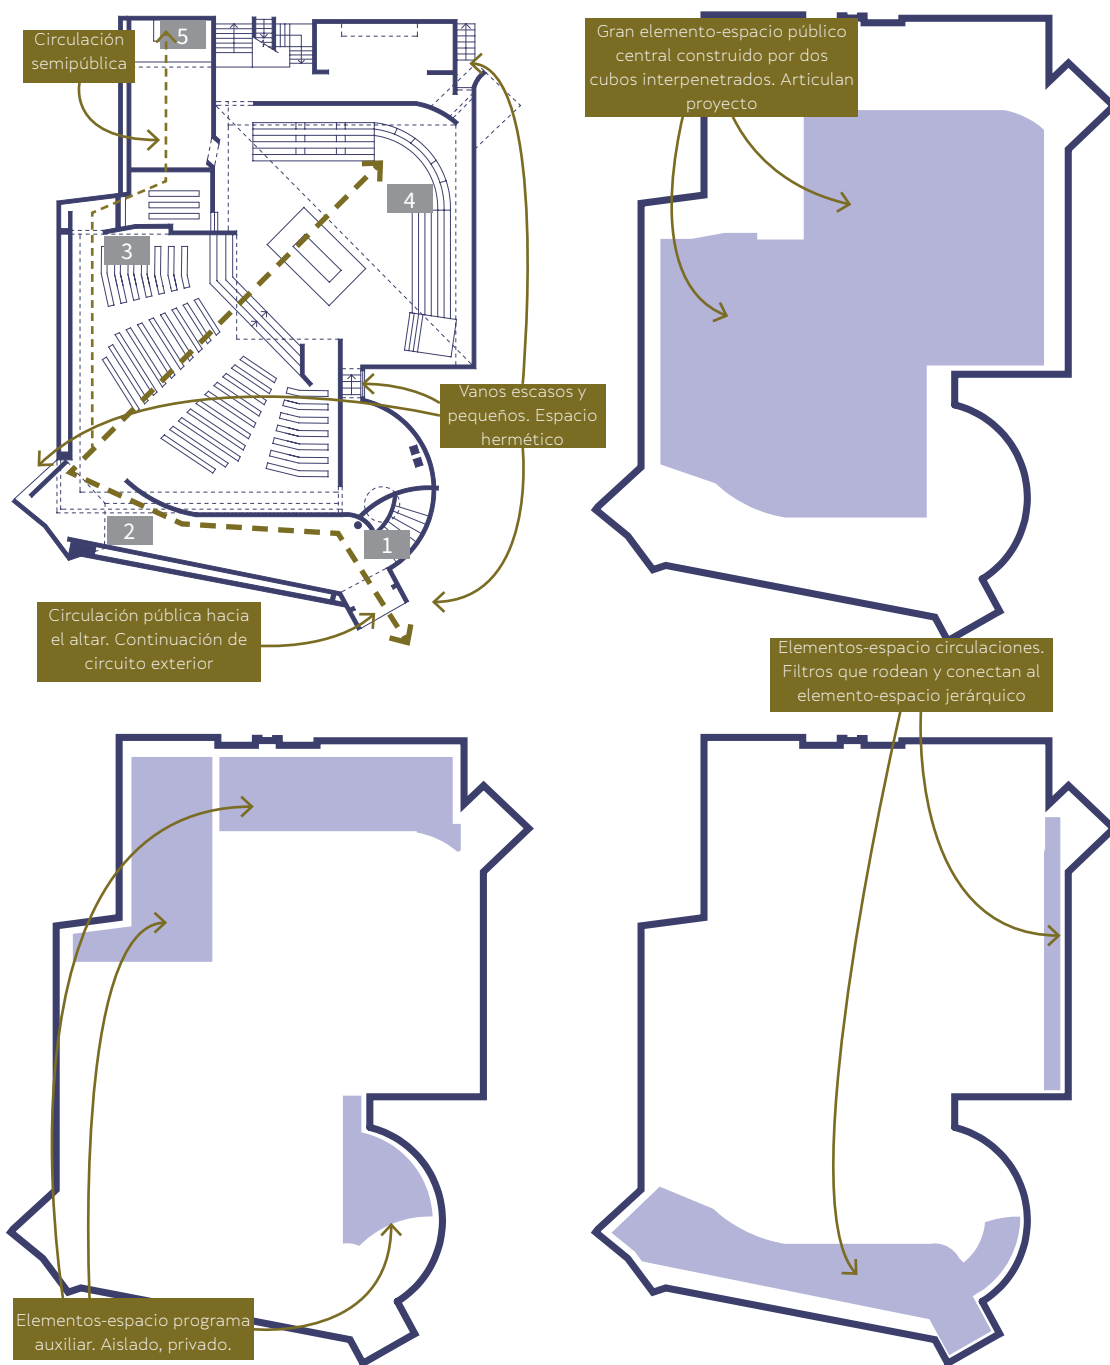 Circulación
semipública
5
4
3
2
1
Vanos escasos y
pequeños. Espacio
hermético
Circulación pública hacia
el altar. Continuación de
circuito exterior
Gran elemento-espacio público
central construido por dos
cubos interpenetrados. Articulan
proyecto
Elementos-espacio programa
auxiliar. Aislado, privado.
Elementos-espacio circulaciones.
Filtros que rodean y conectan al
elemento-espacio jerárquico